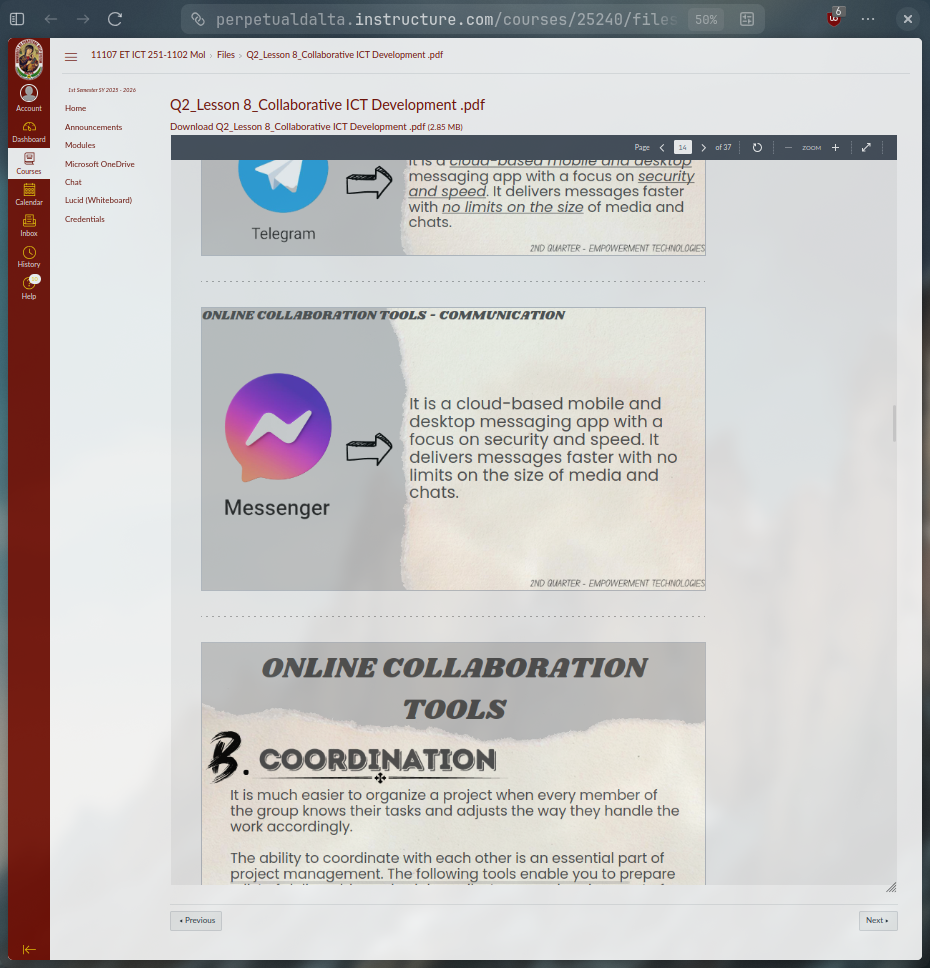 perpetualdalta.instructure.com/courses/25240/files
50%
6
11107 ET ICT 251-1102 Mol › Files › Q2_Lesson 8_Collaborative ICT Development .pdf
1st Semester SY 2025 - 2026
Account
Dashboard
Courses
Calendar
Inbox
History
Help
Home
Announcements
Modules
Microsoft OneDrive
Chat
Lucid (Whiteboard)
Credentials
Q2_Lesson 8_Collaborative ICT Development .pdf
Download Q2_Lesson 8_Collaborative ICT Development .pdf (2.85 MB)
Page 14 of 37 ZOOM
It is a cloud-based mobile and desktop
messaging app with a focus on security
and speed. It delivers messages faster
with no limits on the size of media and
chats.
Telegram
2ND QUARTER - EMPOWERMENT TECHNOLOGIES
ONLINE COLLABORATION TOOLS - COMMUNICATION
It is a cloud-based mobile and
desktop messaging app with a
focus on security and speed. It
delivers messages faster with no
limits on the size of media and
chats.
Messenger
2ND QUARTER - EMPOWERMENT TECHNOLOGIES
ONLINE COLLABORATION
TOOLS
B. COORDINATION
It is much easier to organize a project when every member of
the group knows their tasks and adjusts the way they handle the
work accordingly.
The ability to coordinate with each other is an essential part of
project management. The following tools enable you to prepare
Previous
Next